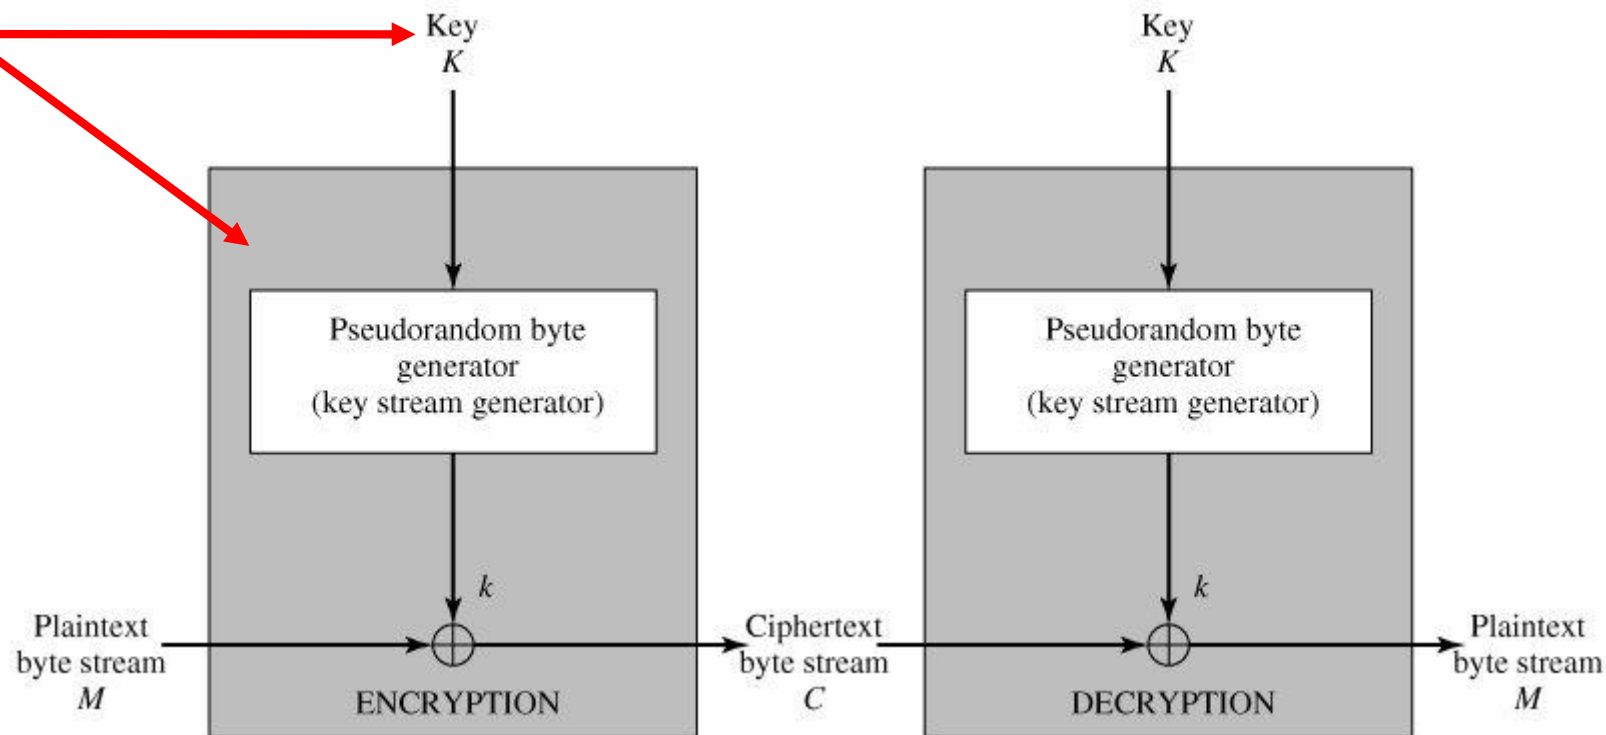 Key
K
Key
K
Pseudorandom byte
generator
(key stream generator)
Pseudorandom byte
generator
(key stream generator)
k
k
Plaintext
byte stream
M
Ciphertext
byte stream
C
Plaintext
byte stream
M
ENCRYPTION
DECRYPTION